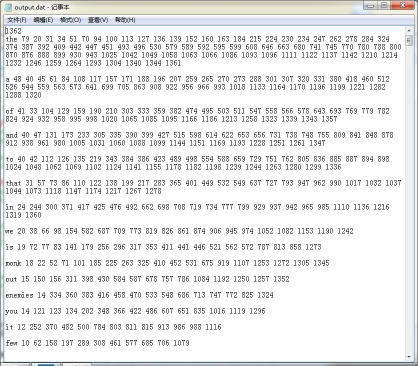 output.dat - 记事本
文件(F) 编辑(E) 格式(O) 查看(V) 帮助(H)
1362
the 79 20 31 34 51 70 94 100 113 127 136 139 152 160 163 184 215 224 230 234 247 262 278 284 324
374 387 392 409 442 447 451 493 496 530 579 589 592 595 599 608 646 663 680 741 745 770 780 788 800
870 876 888 899 930 943 1025 1042 1049 1058 1063 1066 1086 1093 1096 1111 1122 1137 1202 1210 1214
1232 1246 1259 1264 1293 1304 1340 1344 1361
a 48 40 45 61 84 108 117 157 171 188 196 207 259 265 270 273 288 301 307 320 331 380 418 460 512
526 544 559 563 573 641 699 705 863 908 922 956 966 993 1018 1133 1164 1170 1196 1199 1221 1282
1288 1320
of 41 33 104 129 159 190 210 303 333 359 382 474 495 503 511 547 558 566 578 643 693 769 779 782
824 924 932 958 995 998 1020 1065 1085 1095 1166 1186 1213 1258 1323 1339 1343 1357
and 40 47 131 173 233 305 335 390 399 427 515 598 614 622 653 656 731 738 748 755 809 841 848 878
912 938 961 980 1005 1031 1060 1088 1099 1144 1151 1169 1193 1228 1251 1261 1347
to 40 42 112 126 135 219 343 384 386 423 489 498 554 588 659 729 751 762 805 836 885 887 894 898
1024 1048 1062 1069 1102 1124 1141 1155 1178 1182 1198 1239 1244 1263 1280 1299 1336
that 31 57 73 86 110 122 138 199 217 283 365 401 449 532 549 637 727 793 947 962 990 1017 1032 1037
1044 1073 1118 1147 1174 1217 1267 1278
in 24 244 300 371 417 425 476 492 662 698 708 719 734 777 799 929 937 942 965 985 1110 1136 1216
1319 1360
we 20 38 66 98 154 582 687 709 773 819 826 861 874 906 945 974 1052 1082 1153 1190 1242
is 19 72 77 83 141 179 256 296 317 353 411 441 446 521 562 572 787 813 858 1273
monk 18 22 52 71 101 185 225 263 325 410 452 531 675 919 1107 1253 1272 1305 1345
out 15 150 156 311 398 430 584 587 678 757 786 1084 1192 1250 1257 1352
enemies 14 334 360 383 416 458 470 533 548 686 713 747 772 825 1324
you 14 121 123 134 202 348 366 422 486 607 651 835 1016 1119 1296
it 12 252 370 482 500 784 803 811 815 913 986 988 1116
few 10 62 158 197 289 308 461 577 685 706 1079